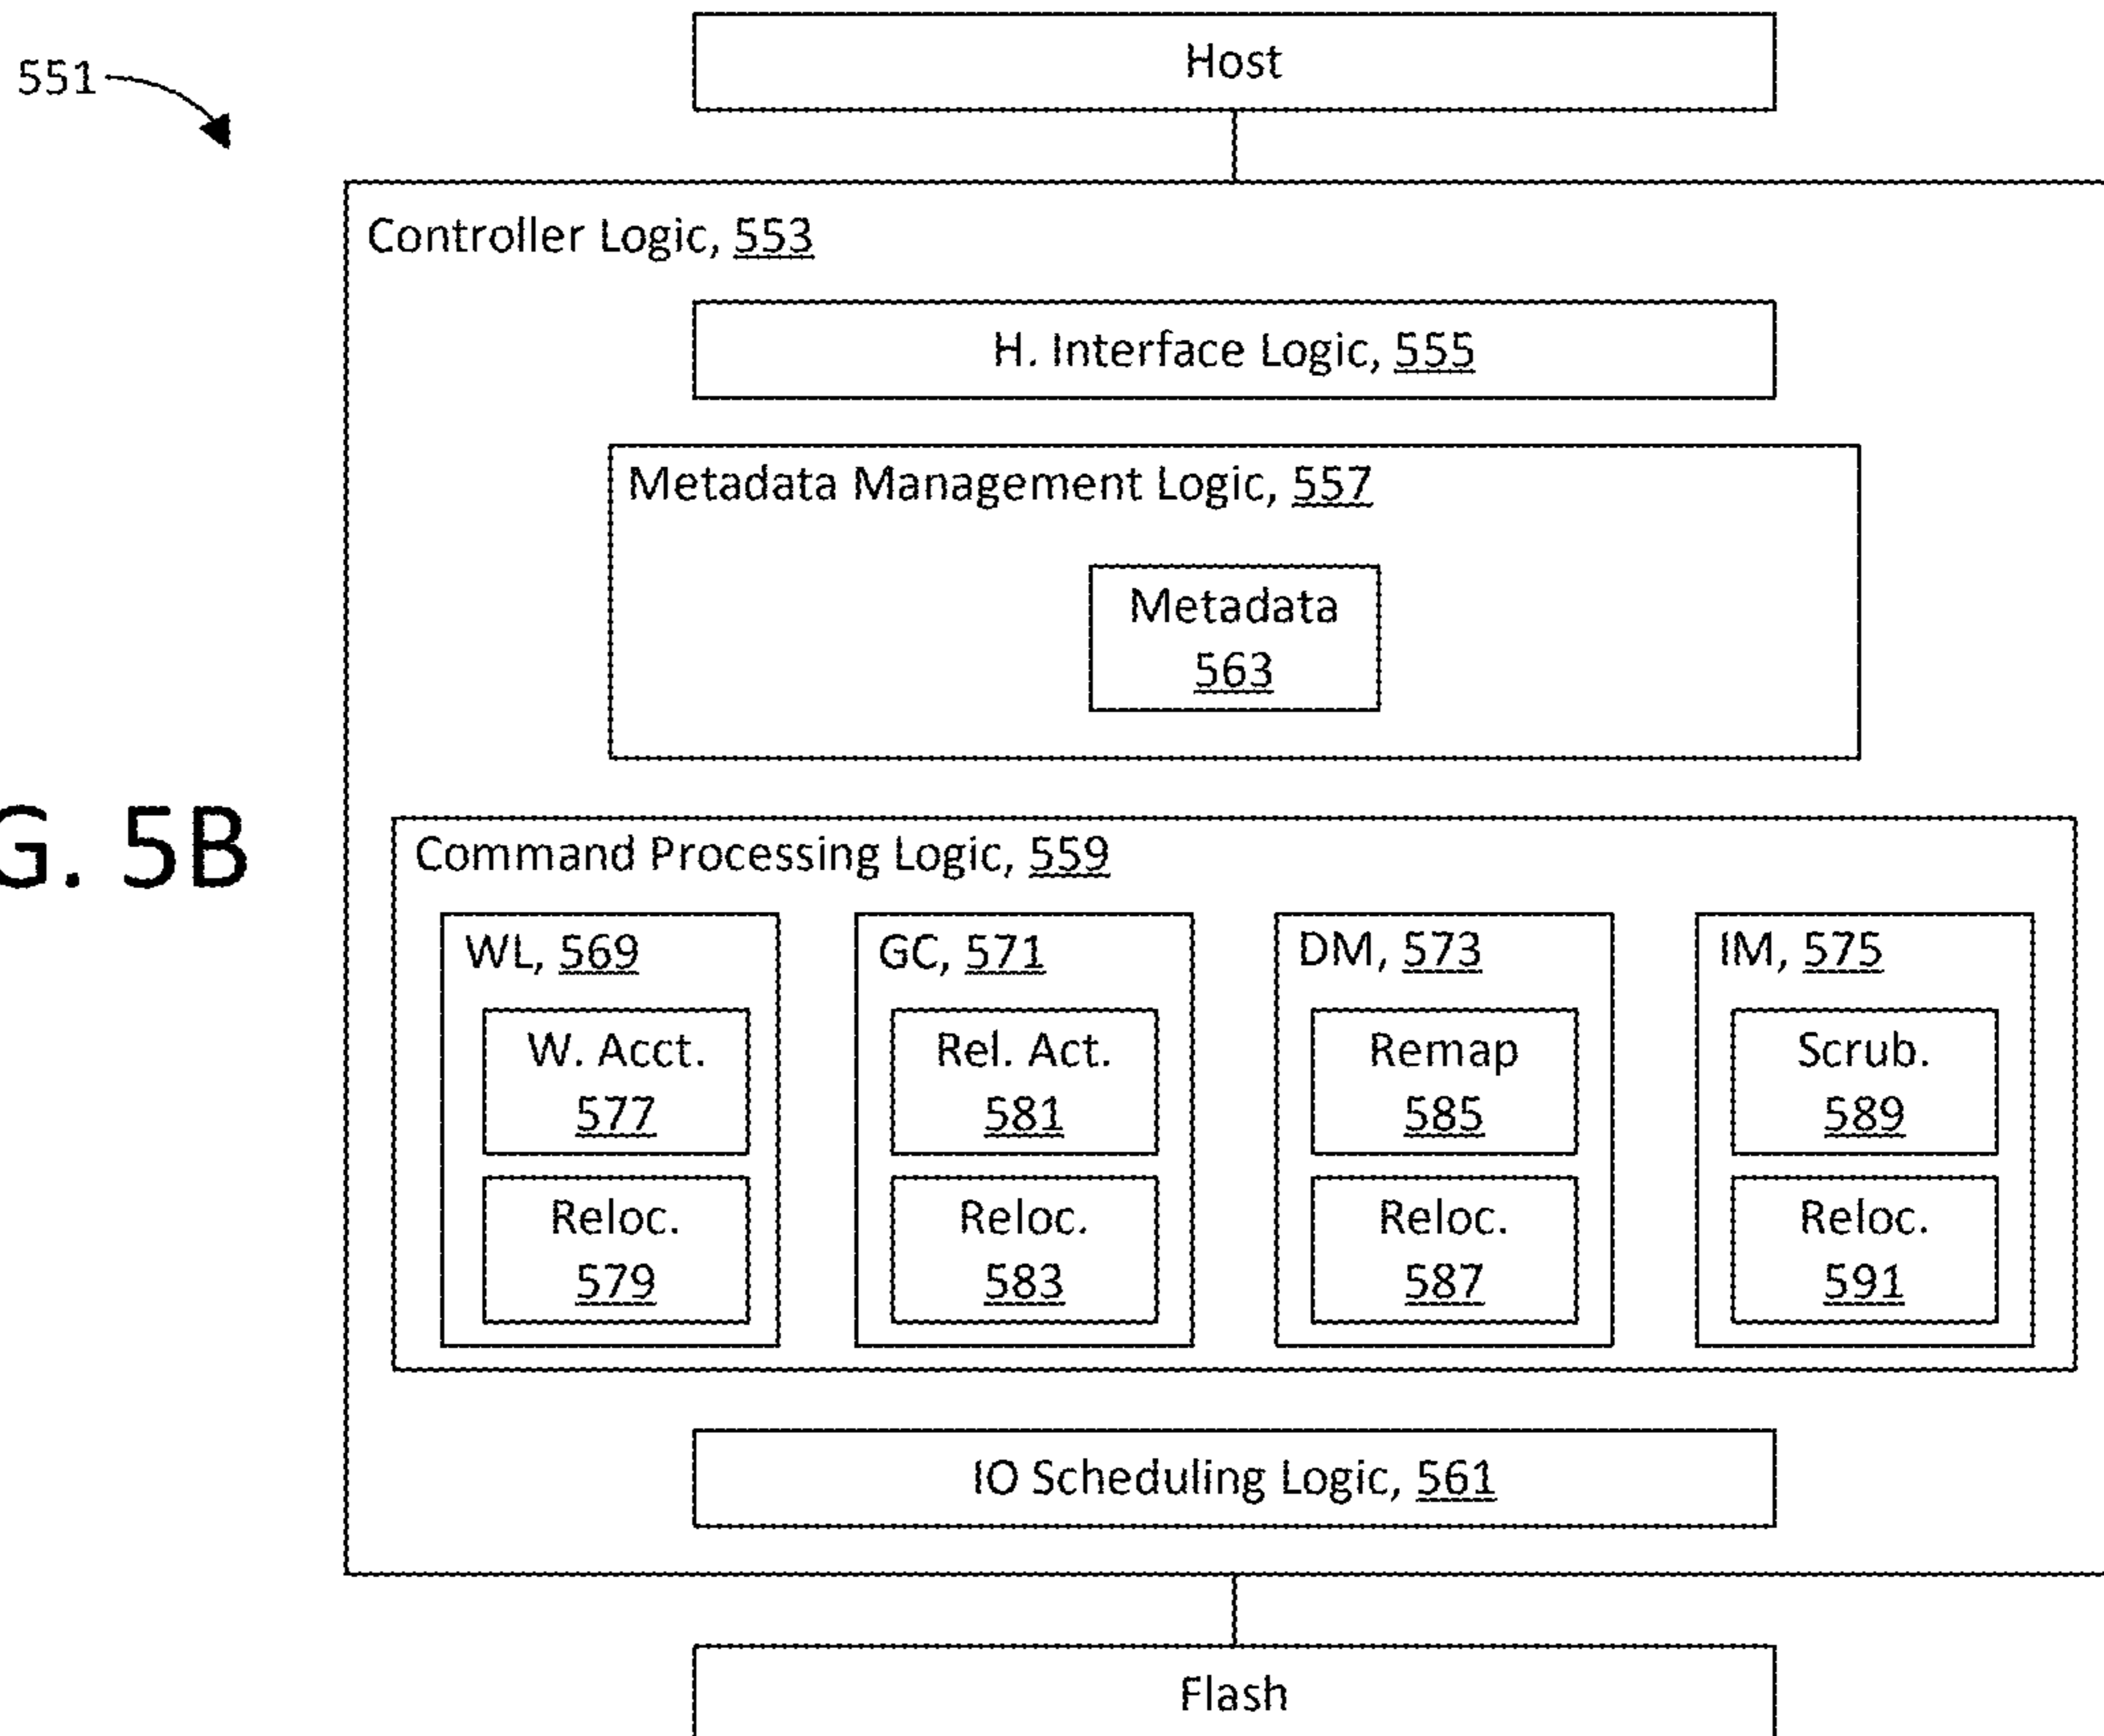 Host
551
Controller Logic, 553
H. Interface Logic, 555
Metadata Management Logic, 557
Metadata
563
G. 5B
Command Processing Logic, 559
WL, 569
W. Acct.
577
Reloc.
579
GC, 571
Rel. Act.
581
Reloc.
583
DM, 573
Remap
585
Reloc.
587
IM, 575
Scrub.
589
Reloc.
591
IO Scheduling Logic, 561
Flash